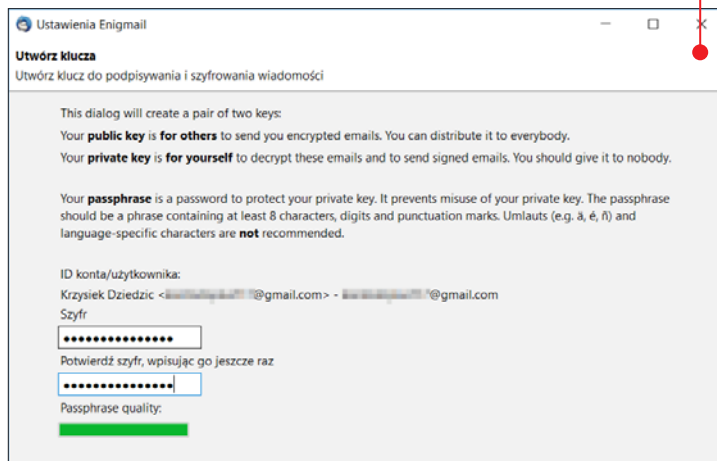 Ustawienia Enigmail
Utwórz klucza
Utwórz klucz do podpisywania i szyfrowania wiadomości
This dialog will create a pair of two keys:
Your public key is for others to send you encrypted emails. You can distribute it to everybody.
Your private key is for yourself to decrypt these emails and to send signed emails. You should give it to nobody.
Your passphrase is a password to protect your private key. It prevents misuse of your private key. The passphrase
should be a phrase containing at least 8 characters, digits and punctuation marks. Umlauts (e.g. ä, é, ñ) and
language-specific characters are not recommended.
ID konta/użytkownika:
Krzysiek Dziedzic < @gmail.com> - @gmail.com
Szyfr
Potwierdź szyfr, wpisując go jeszcze raz
Passphrase quality: